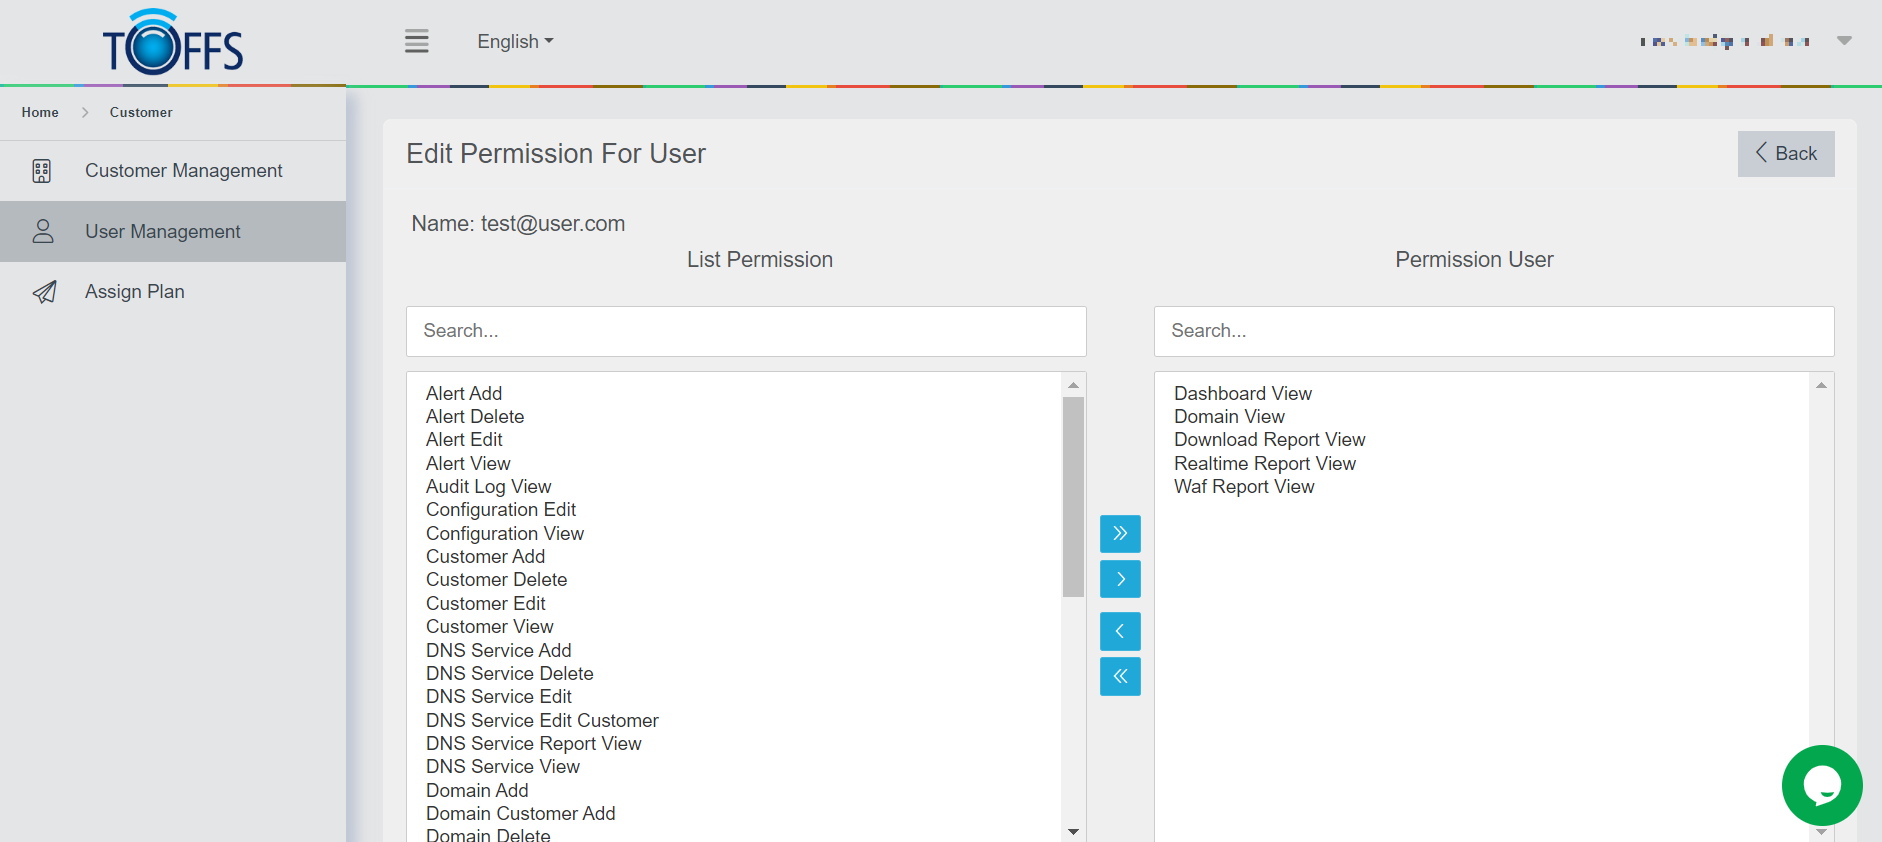 TOFFS
English
Home > Customer
Customer Management
User Management
Assign Plan
Edit Permission For User
Back
Name: test@user.com
List Permission
Permission User
Search...
Search...
Alert Add
Alert Delete
Alert Edit
Alert View
Audit Log View
Configuration Edit
Configuration View
Customer Add
Customer Delete
Customer Edit
Customer View
DNS Service Add
DNS Service Delete
DNS Service Edit
DNS Service Edit Customer
DNS Service Report View
DNS Service View
Domain Add
Domain Customer Add
Domain Delete
Dashboard View
Domain View
Download Report View
Realtime Report View
Waf Report View